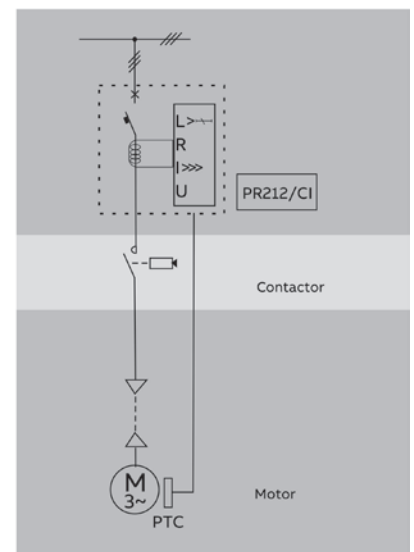 L>
R
I>>>
U
PR212/CI
Contactor
M
3~
PTC
Motor